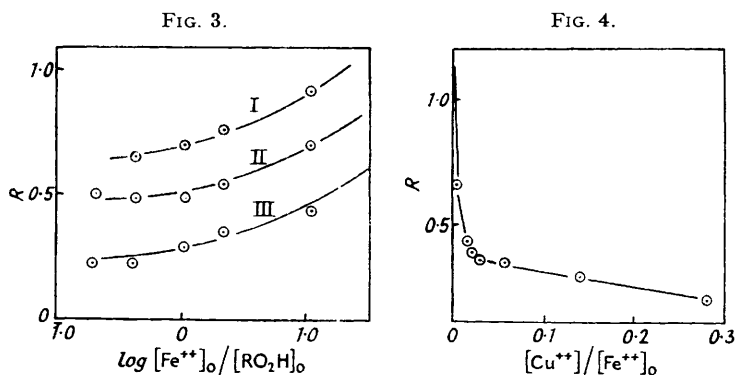 FIG. 3.
1·0
R 0·5
0
I
II
III
1̄·0 0 1·0
log [Fe⁺⁺]₀/[RO₂H]₀
FIG. 4.
1·0
R
0·5
0 0·1 0·2 0·3
[Cu⁺⁺]/[Fe⁺⁺]₀